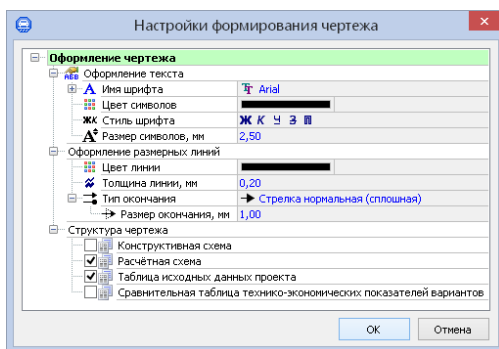 Настройки формирования чертежа
Оформление чертежа
Оформление текста
Имя шрифта Arial
Цвет символов
Стиль шрифта Ж К У З П
Размер символов, мм 2,50
Оформление размерных линий
Цвет линии
Толщина линии, мм 0,20
Тип окончания Стрелка нормальная (сплошная)
Размер окончания, мм 1,00
Структура чертежа
Конструктивная схема
Расчётная схема
Таблица исходных данных проекта
Сравнительная таблица технико-экономических показателей вариантов
ОК Отмена